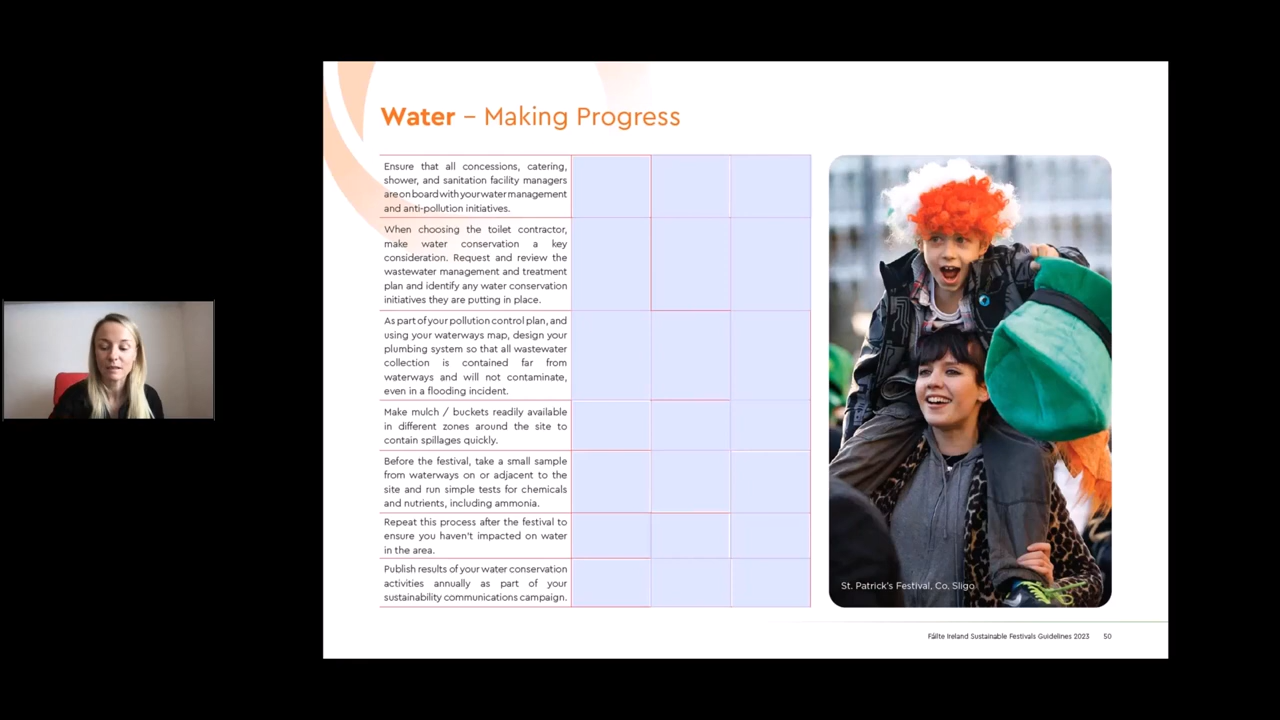 Water – Making Progress
Ensure that all concessions, catering,
shower, and sanitation facility managers
are on board with your water management
and anti-pollution initiatives.
When choosing the toilet contractor,
make water conservation a key
consideration. Request and review the
wastewater management and treatment
plan and identify any water conservation
initiatives they are putting in place.
As part of your pollution control plan, and
using your waterways map, design your
plumbing system so that all wastewater
collection is contained far from
waterways and will not contaminate,
even in a flooding incident.
Make mulch / buckets readily available
in different zones around the site to
contain spillages quickly.
Before the festival, take a small sample
from waterways on or adjacent to the
site and run simple tests for chemicals
and nutrients, including ammonia.
Repeat this process after the festival to
ensure you haven't impacted on water
in the area.
Publish results of your water conservation
activities annually as part of your
sustainability communications campaign.
St. Patrick's Festival, Co. Sligo
Fáilte Ireland Sustainable Festivals Guidelines 2023 50